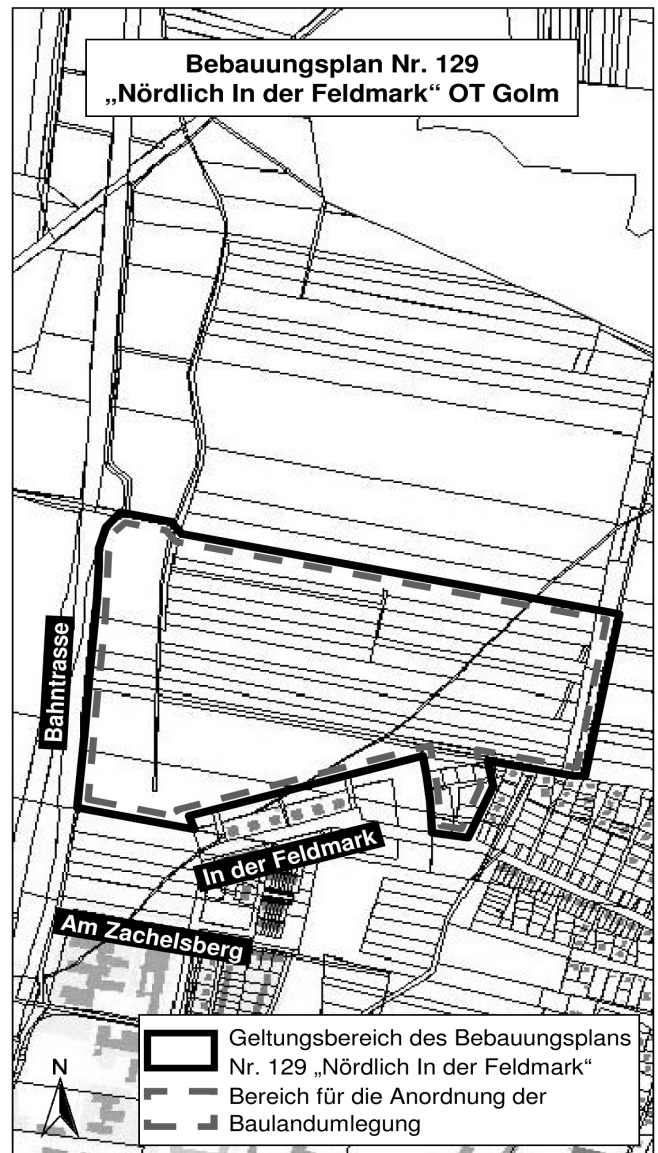 Bebauungsplan Nr. 129
„Nördlich In der Feldmark“ OT Golm
Bahntrasse
In der Feldmark
Am Zachelsberg
N
Geltungsbereich des Bebauungsplans
Nr. 129 „Nördlich In der Feldmark“
Bereich für die Anordnung der
Baulandumlegung